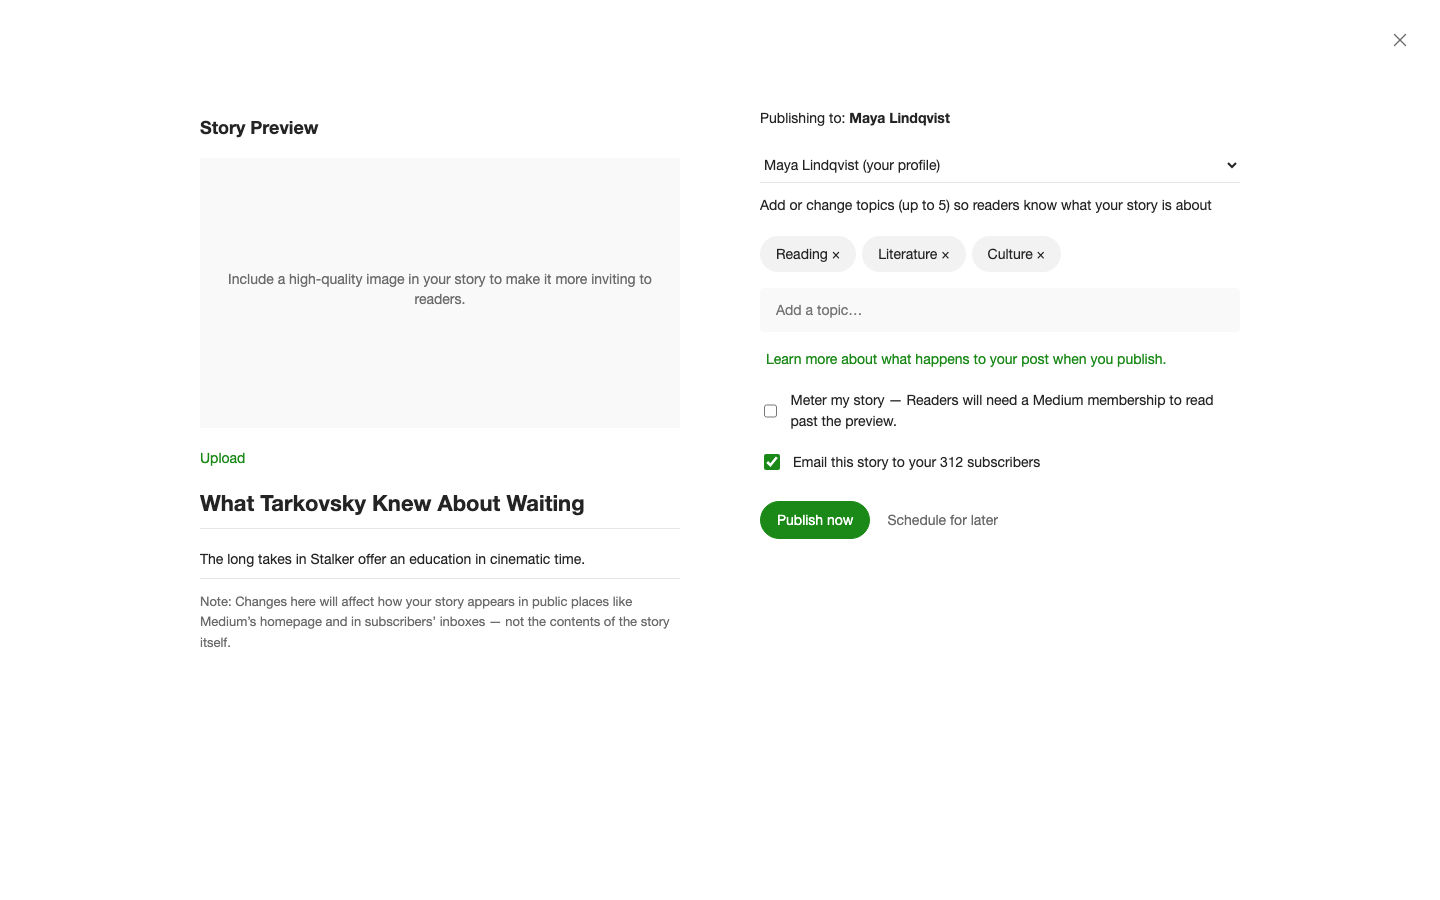 Story Preview
Include a high-quality image in your story to make it more inviting to
readers.
Upload
What Tarkovsky Knew About Waiting
The long takes in Stalker offer an education in cinematic time.
Note: Changes here will affect how your story appears in public places like
Medium’s homepage and in subscribers’ inboxes — not the contents of the story
itself.
Publishing to: Maya Lindqvist
Maya Lindqvist (your profile)
Add or change topics (up to 5) so readers know what your story is about
Reading × Literature × Culture ×
Add a topic…
Learn more about what happens to your post when you publish.
Meter my story — Readers will need a Medium membership to read
past the preview.
Email this story to your 312 subscribers
Publish now Schedule for later